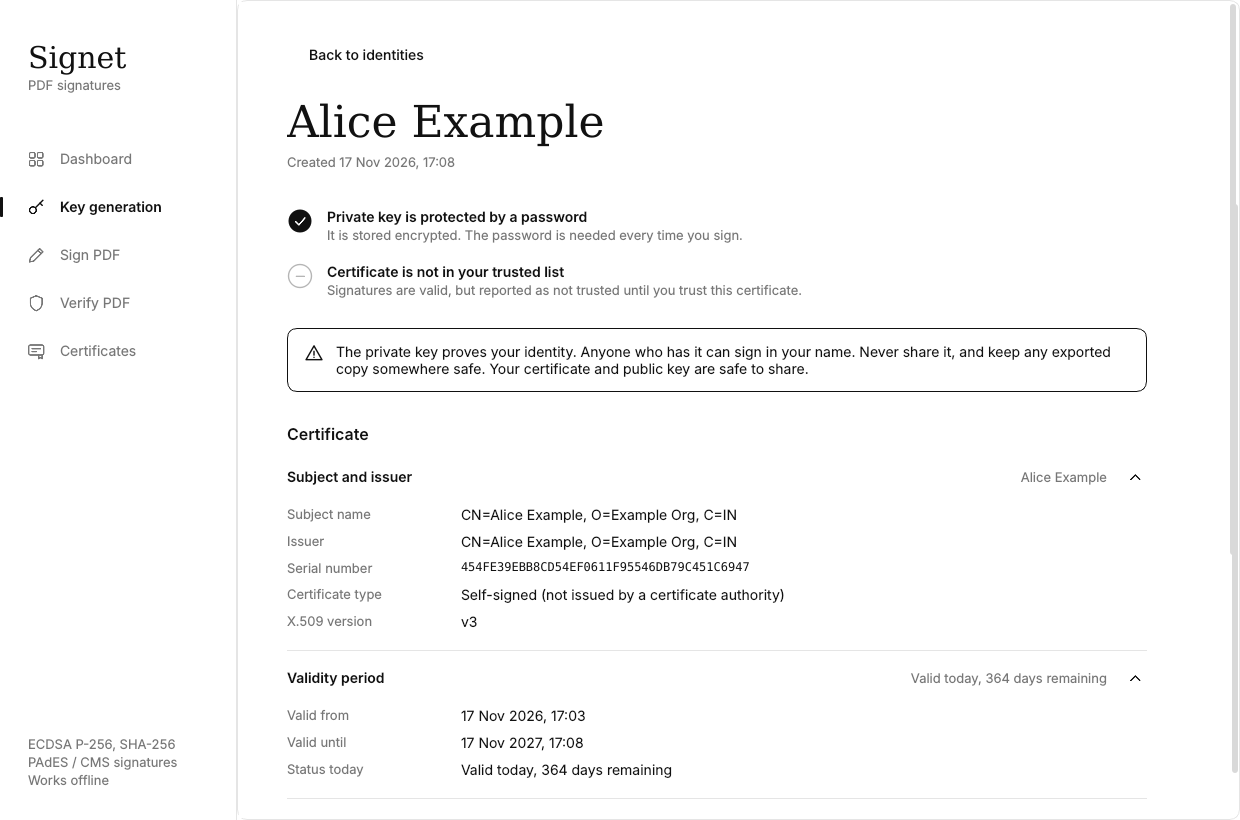 Signet
PDF signatures
Dashboard
Key generation
Sign PDF
Verify PDF
Certificates
ECDSA P-256, SHA-256
PAdES / CMS signatures
Works offline
Back to identities
Alice Example
Created 17 Nov 2026, 17:08
Private key is protected by a password
It is stored encrypted. The password is needed every time you sign.
Certificate is not in your trusted list
Signatures are valid, but reported as not trusted until you trust this certificate.
The private key proves your identity. Anyone who has it can sign in your name. Never share it, and keep any exported
copy somewhere safe. Your certificate and public key are safe to share.
Certificate
Subject and issuer Alice Example
Subject name CN=Alice Example, O=Example Org, C=IN
Issuer CN=Alice Example, O=Example Org, C=IN
Serial number 454FE39EBB8CD54EF0611F95546DB79C451C6947
Certificate type Self-signed (not issued by a certificate authority)
X.509 version v3
Validity period Valid today, 364 days remaining
Valid from 17 Nov 2026, 17:03
Valid until 17 Nov 2027, 17:08
Status today Valid today, 364 days remaining